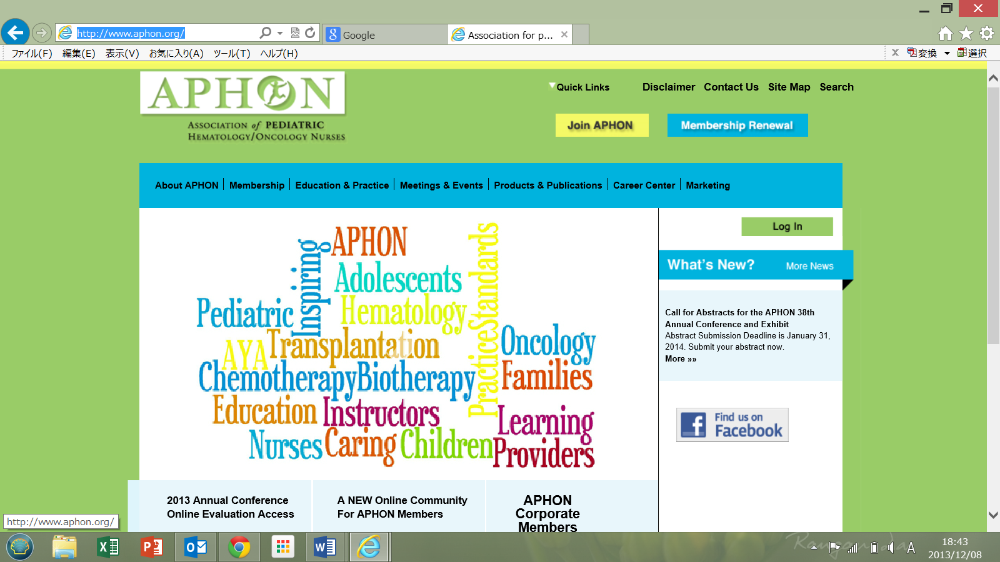 http://www.aphon.org/
Google
Association for p...
ファイル(F) 編集(E) 表示(V) お気に入り(A) ツール(T) ヘルプ(H)
変換 選択
APHON
ASSOCIATION of PEDIATRIC
HEMATOLOGY/ONCOLOGY NURSES
Quick Links Disclaimer Contact Us Site Map Search
Join APHON Membership Renewal
About APHON Membership Education & Practice Meetings & Events Products & Publications Career Center Marketing
Inspiring
APHON
Adolescents
PracticeStandards
Pediatric
Hematology
AYA
Transplantation
Oncology
ChemotherapyBiotherapy
Families
Education
Instructors
Learning
Nurses
Caring
Children
Providers
Log In
What's New? More News
Call for Abstracts for the APHON 38th
Annual Conference and Exhibit
Abstract Submission Deadline is January 31,
2014. Submit your abstract now.
More »»
Find us on
Facebook
2013 Annual Conference
Online Evaluation Access
A NEW Online Community
For APHON Members
APHON
Corporate
Members
http://www.aphon.org/
A
18:43
2013/12/08